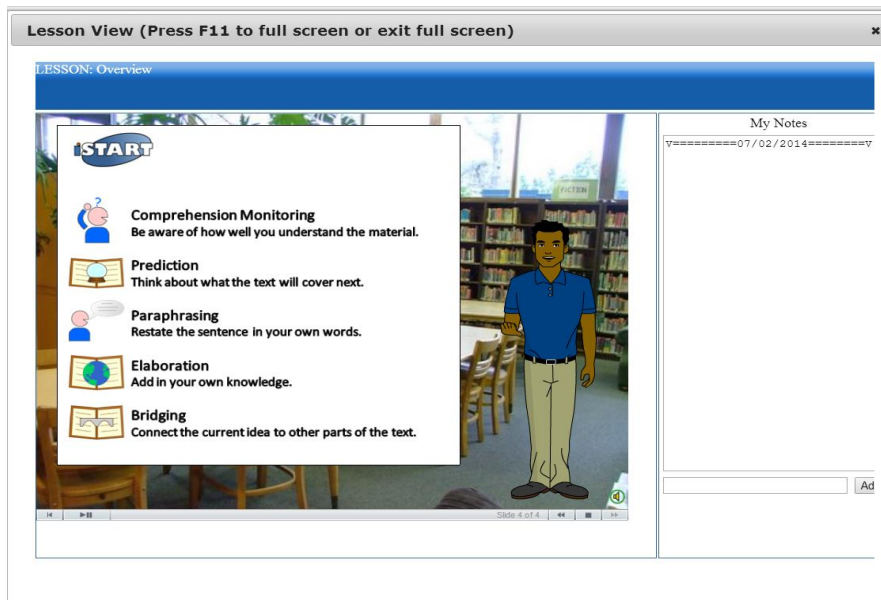 Lesson View (Press F11 to full screen or exit full screen)
LESSON: Overview
iSTART
Comprehension Monitoring
Be aware of how well you understand the material.
Prediction
Think about what the text will cover next.
Paraphrasing
Restate the sentence in your own words.
Elaboration
Add in your own knowledge.
Bridging
Connect the current idea to other parts of the text.
Slide 4 of 4
My Notes
V=========07/02/2014========V
Ad